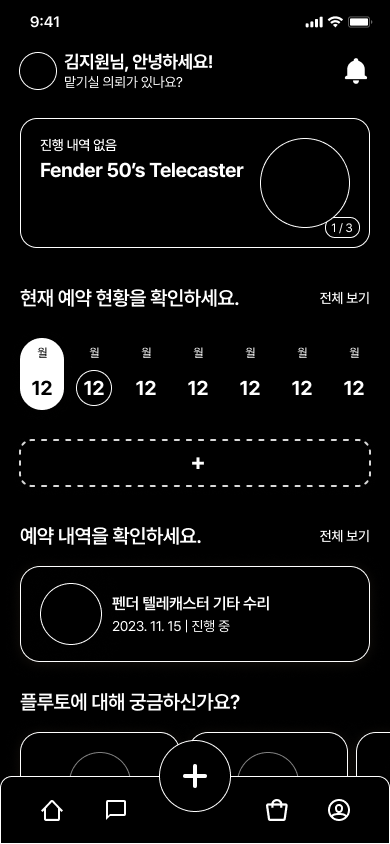 9:41
김지원님, 안녕하세요!
맡기실 의뢰가 있나요?
진행 내역 없음
Fender 50’s Telecaster
1 / 3
현재 예약 현황을 확인하세요.
전체 보기
월 월 월 월 월 월 월
12 12 12 12 12 12 12
+
예약 내역을 확인하세요.
전체 보기
펜더 텔레캐스터 기타 수리
2023. 11. 15 | 진행 중
플루토에 대해 궁금하신가요?